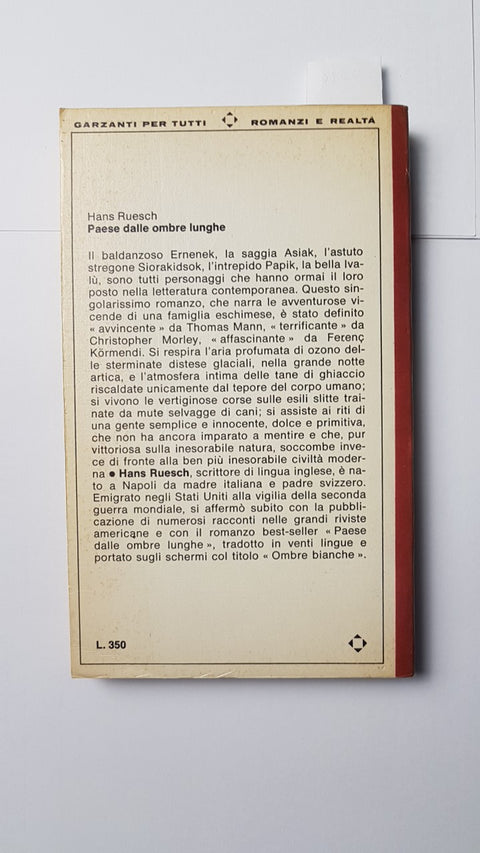 GARZANTI PER TUTTI ROMANZI E REALTÀ
Hans Ruesch
Paese dalle ombre lunghe
Il baldanzoso Ernenek, la saggia Asiak, l'astuto
stregone Siorakidsok, l'intrepido Papik, la bella Iva-
lù, sono tutti personaggi che hanno ormai il loro
posto nella letteratura contemporanea. Questo sin-
golarissimo romanzo, che narra le avventurose vi-
cende di una famiglia eschimese, è stato definito
« avvincente » da Thomas Mann, « terrificante » da
Christopher Morley, « affascinante » da Ferenç
Körmendi. Si respira l'aria profumata di ozono del-
le sterminate distese glaciali, nella grande notte
artica, e l'atmosfera intima delle tane di ghiaccio
riscaldate unicamente dal tepore del corpo umano;
si vivono le vertiginose corse sulle esili slitte trai-
nate da mute selvagge di cani; si assiste ai riti di
una gente semplice e innocente, dolce e primitiva,
che non ha ancora imparato a mentire e che, pur
vittoriosa sulla inesorabile natura, soccombe inve-
ce di fronte alla ben più inesorabile civiltà moder-
na ● Hans Ruesch, scrittore di lingua inglese, è na-
to a Napoli da madre italiana e padre svizzero.
Emigrato negli Stati Uniti alla vigilia della seconda
guerra mondiale, si affermò subito con la pubbli-
cazione di numerosi racconti nelle grandi riviste
americane e con il romanzo best-seller « Paese
dalle ombre lunghe », tradotto in venti lingue e
portato sugli schermi col titolo « Ombre bianche ».
L. 350